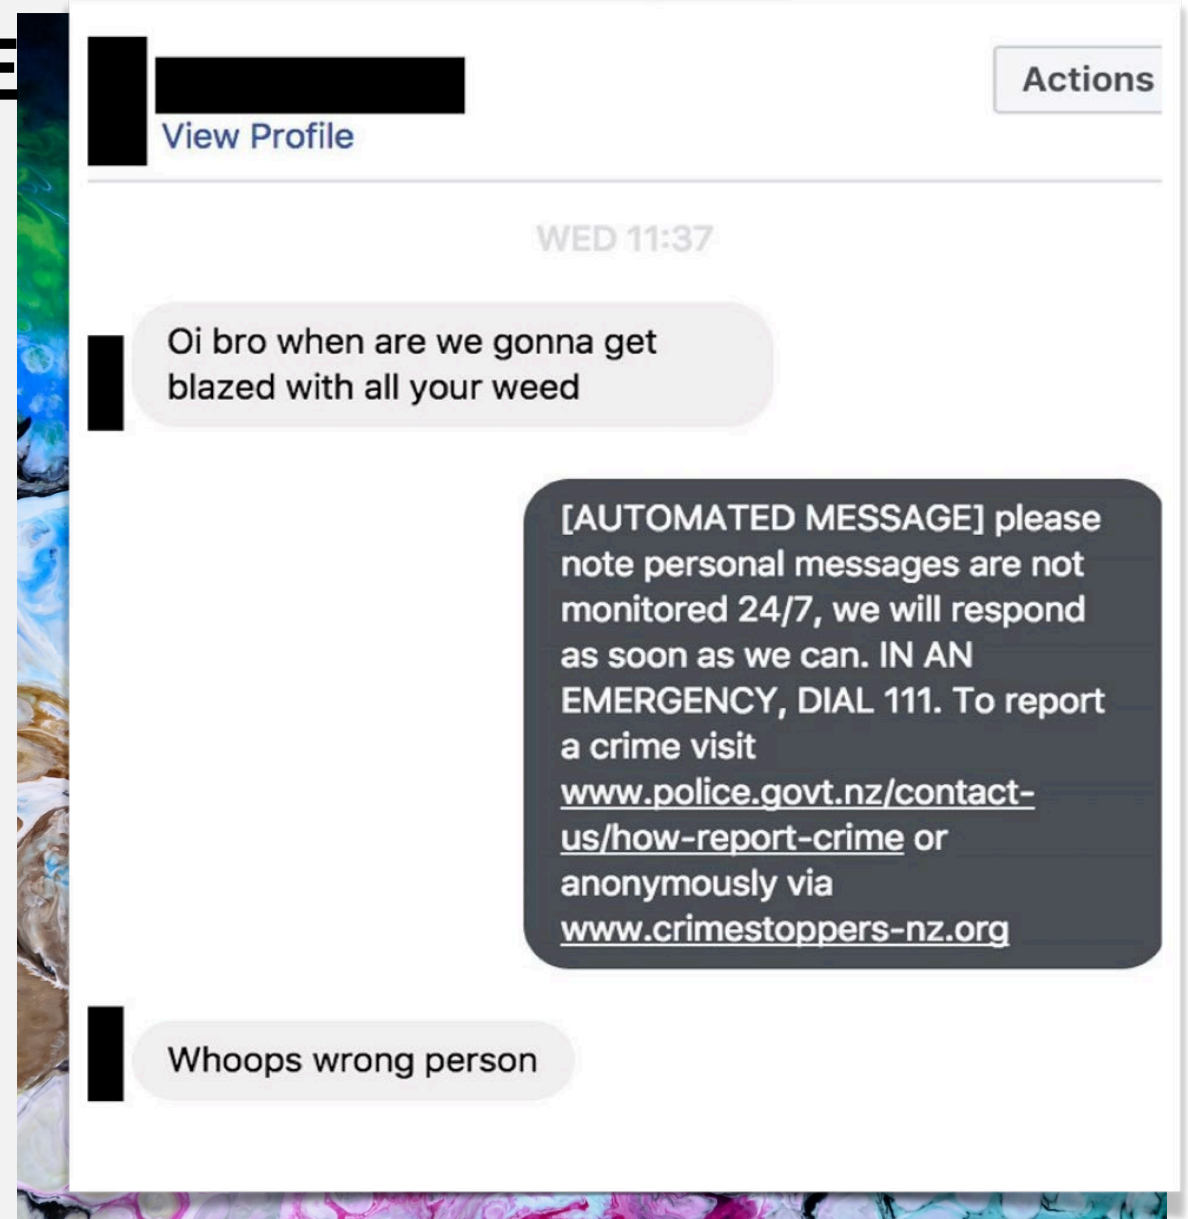 View Profile
Actions
WED 11:37
Oi bro when are we gonna get
blazed with all your weed
[AUTOMATED MESSAGE] please
note personal messages are not
monitored 24/7, we will respond
as soon as we can. IN AN
EMERGENCY, DIAL 111. To report
a crime visit
www.police.govt.nz/contact-
us/how-report-crime or
anonymously via
www.crimestoppers-nz.org
Whoops wrong person